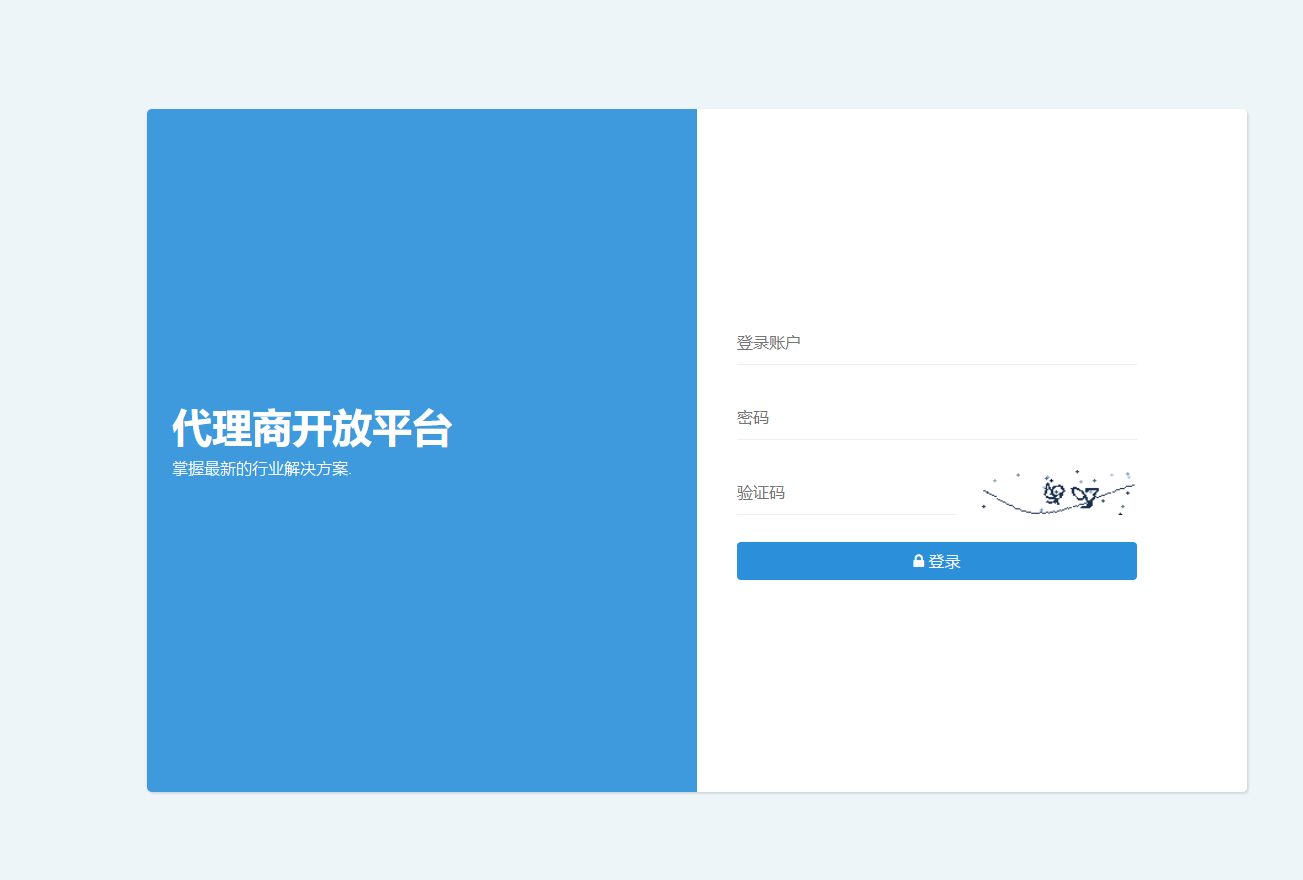 代理商开放平台
掌握最新的行业解决方案.
登录账户
密码
验证码
登录